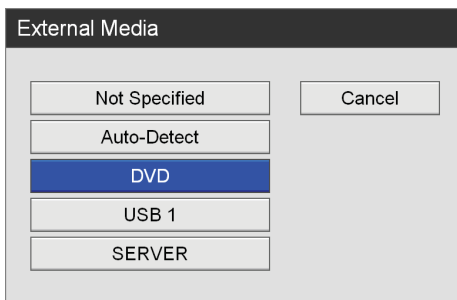 External Media
Not Specified
Cancel
Auto-Detect
DVD
USB 1
SERVER